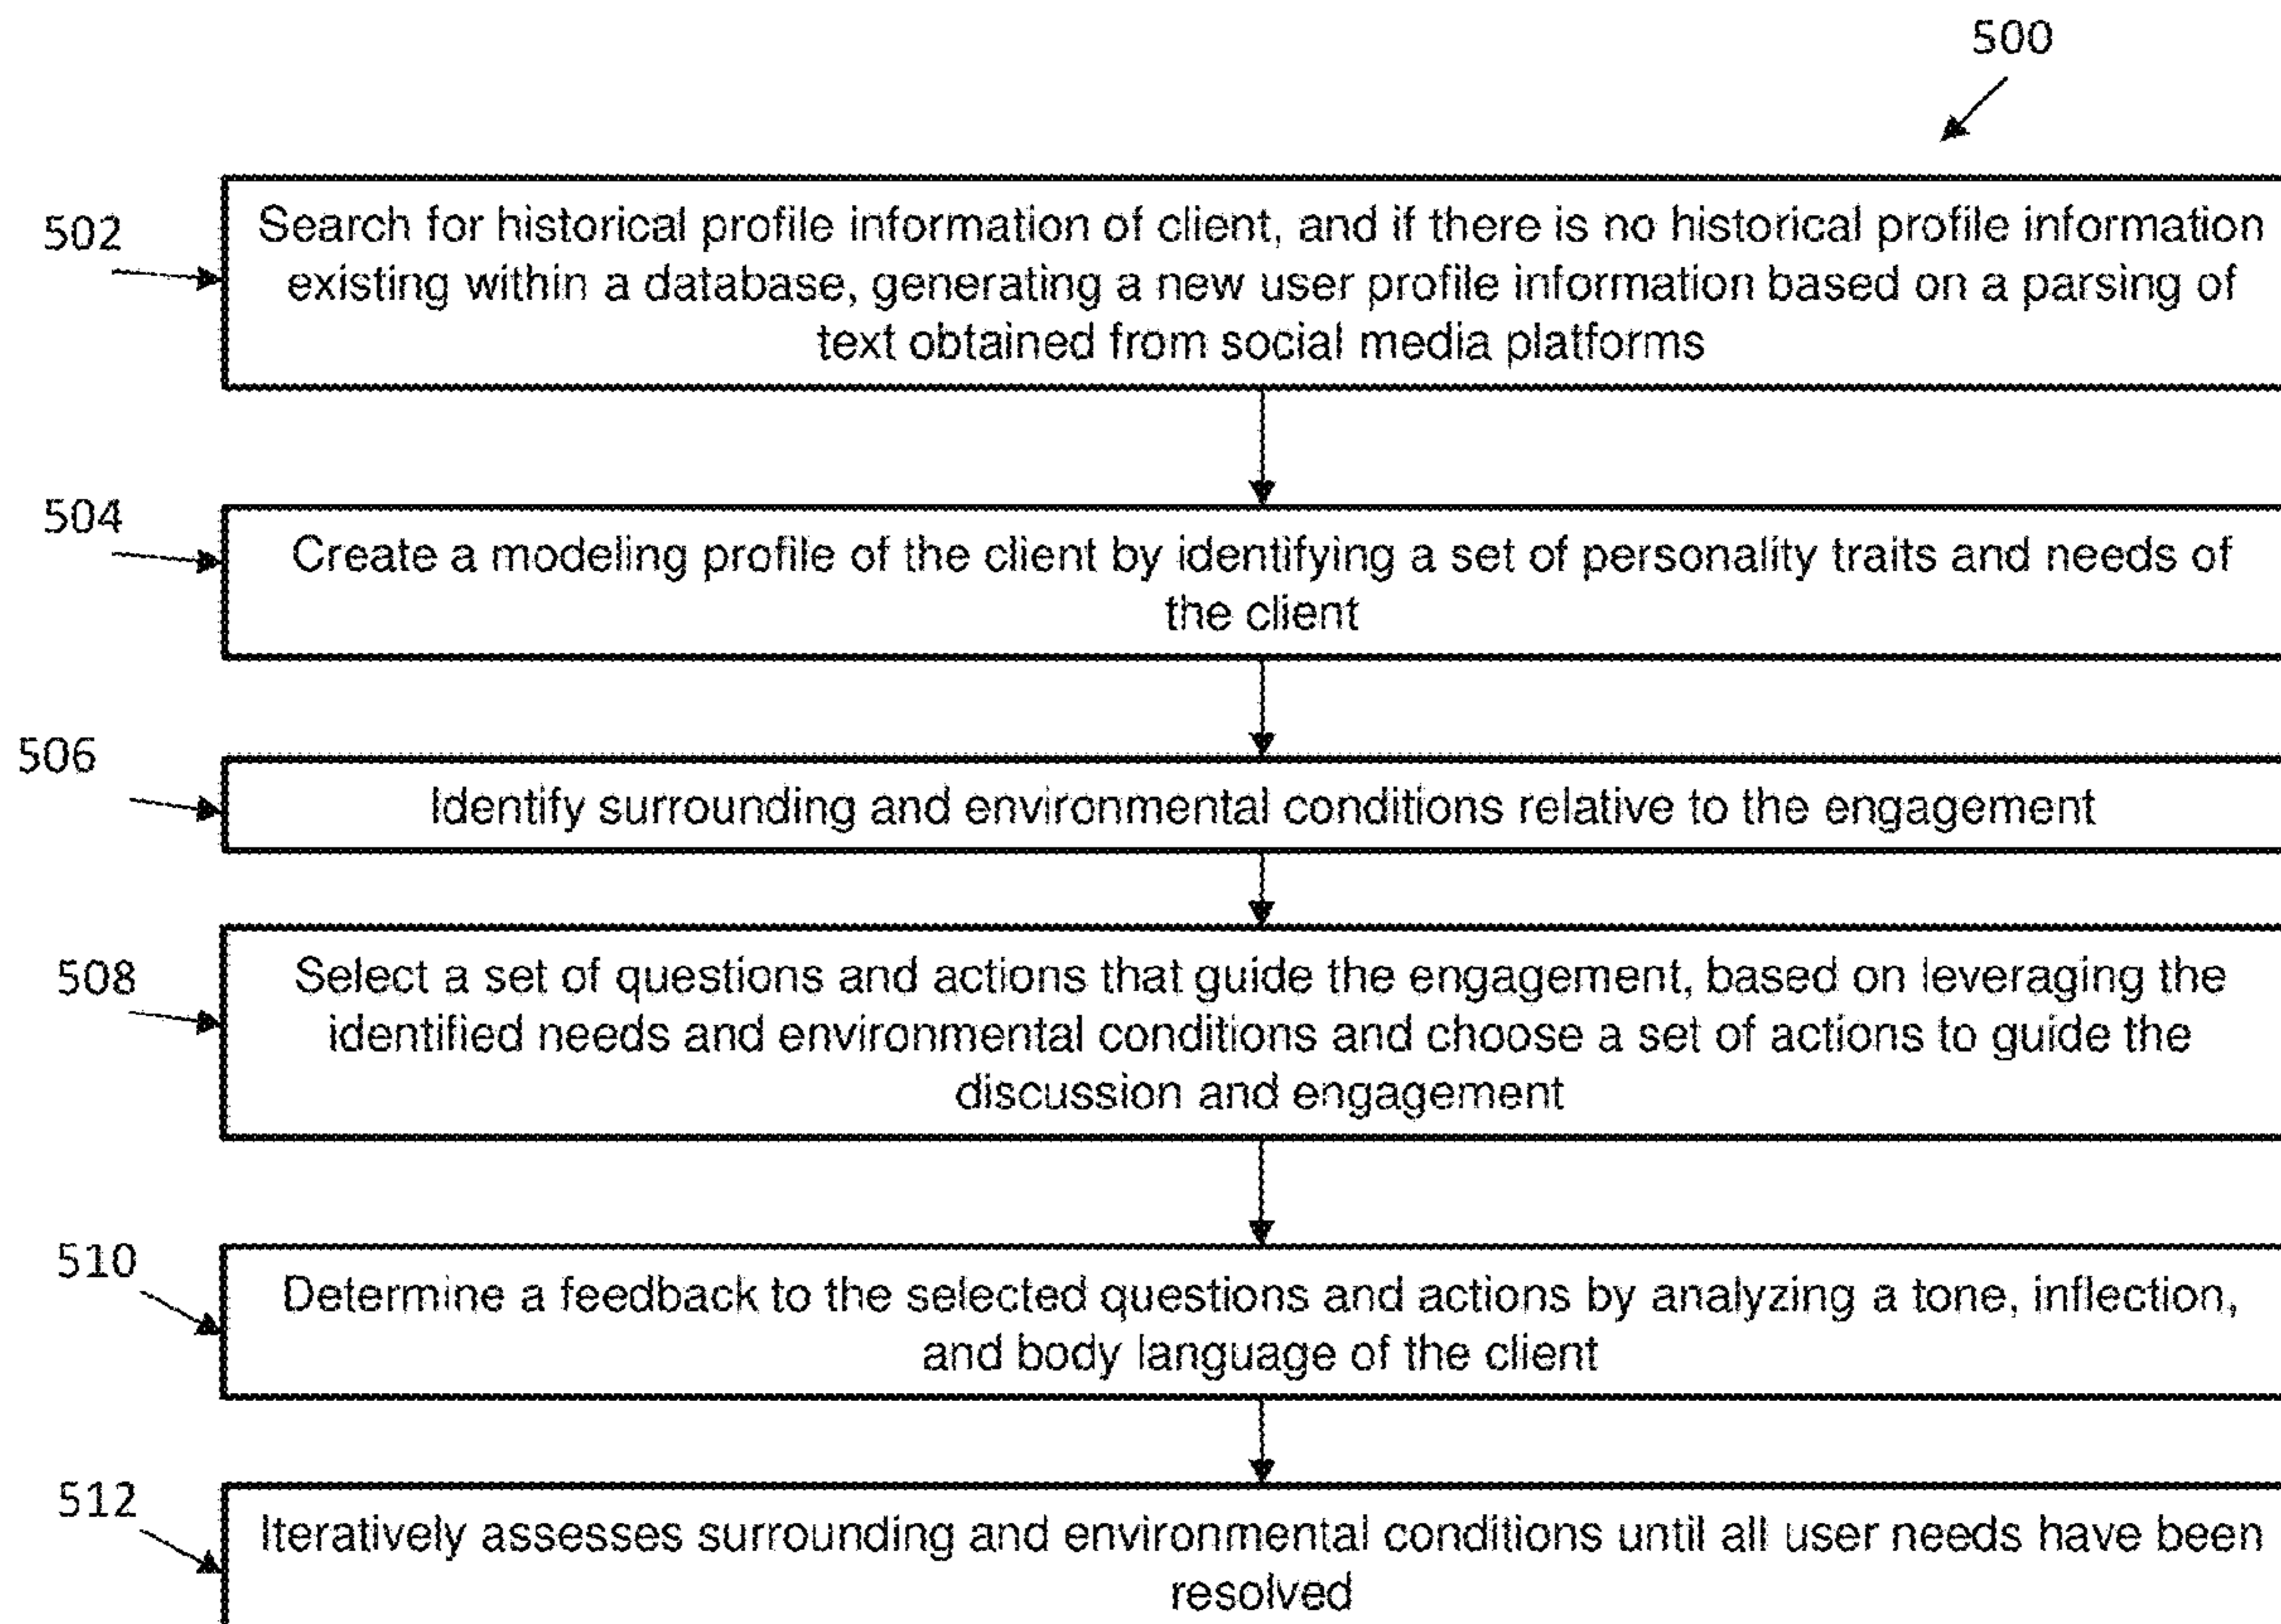 500
502
Search for historical profile information of client, and if there is no historical profile information
existing within a database, generating a new user profile information based on a parsing of
text obtained from social media platforms
504
Create a modeling profile of the client by identifying a set of personality traits and needs of
the client
506
Identify surrounding and environmental conditions relative to the engagement
508
Select a set of questions and actions that guide the engagement, based on leveraging the
identified needs and environmental conditions and choose a set of actions to guide the
discussion and engagement
510
Determine a feedback to the selected questions and actions by analyzing a tone, inflection,
and body language of the client
512
Iteratively assesses surrounding and environmental conditions until all user needs have been
resolved